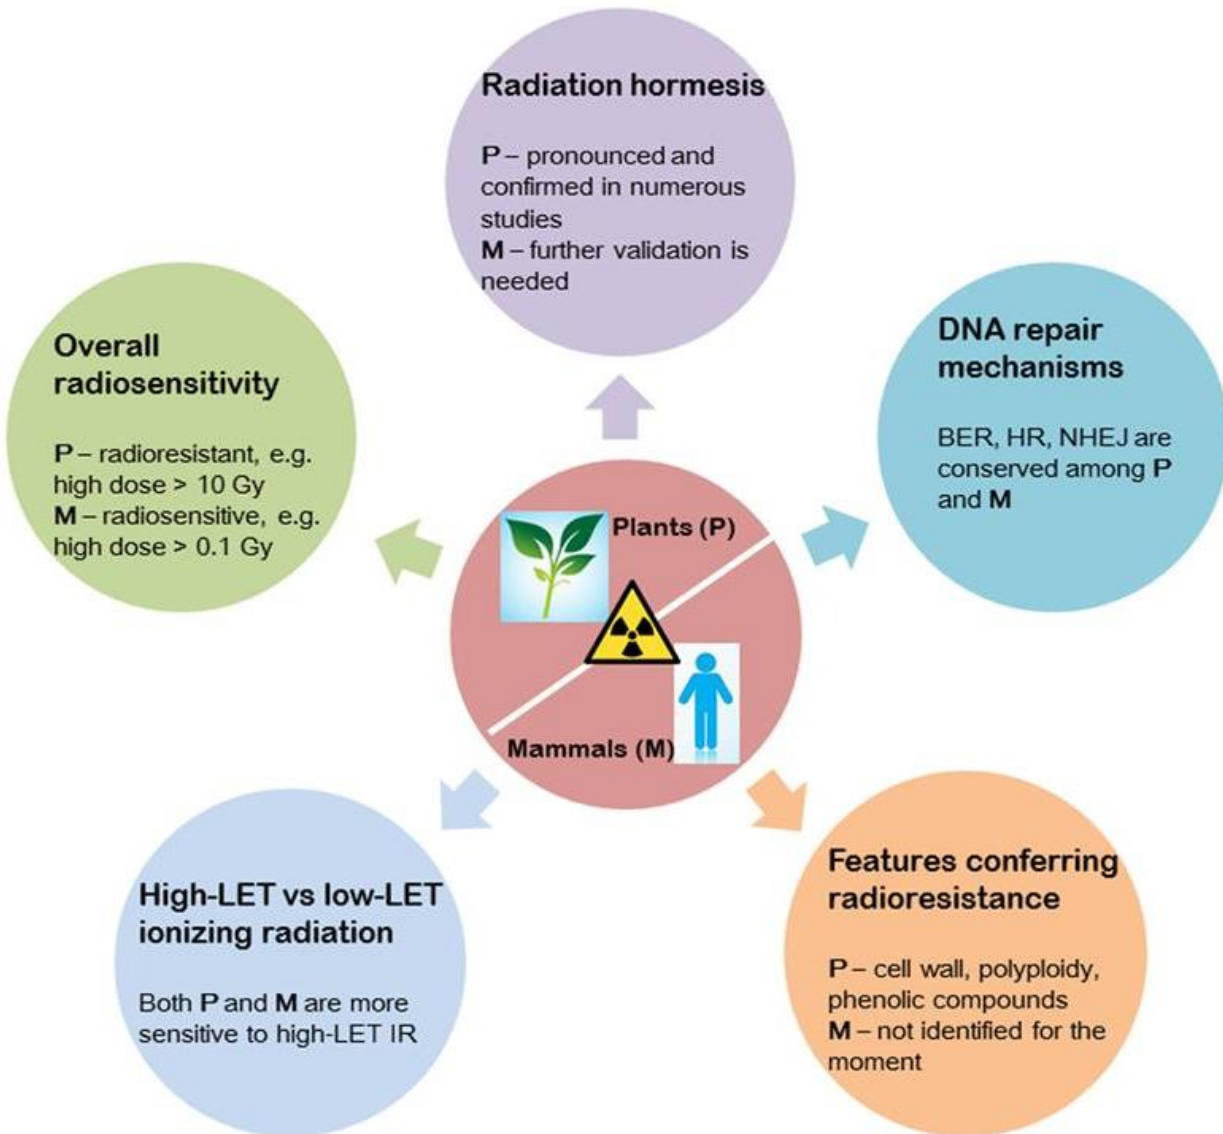 Radiation hormesis
P – pronounced and
confirmed in numerous
studies
M – further validation is
needed
Overall
radiosensitivity
P – radioresistant, e.g.
high dose > 10 Gy
M – radiosensitive, e.g.
high dose > 0.1 Gy
DNA repair
mechanisms
BER, HR, NHEJ are
conserved among P
and M
Plants (P)
Mammals (M)
High-LET vs low-LET
ionizing radiation
Both P and M are more
sensitive to high-LET IR
Features conferring
radioresistance
P – cell wall, polyploidy,
phenolic compounds
M – not identified for the
moment